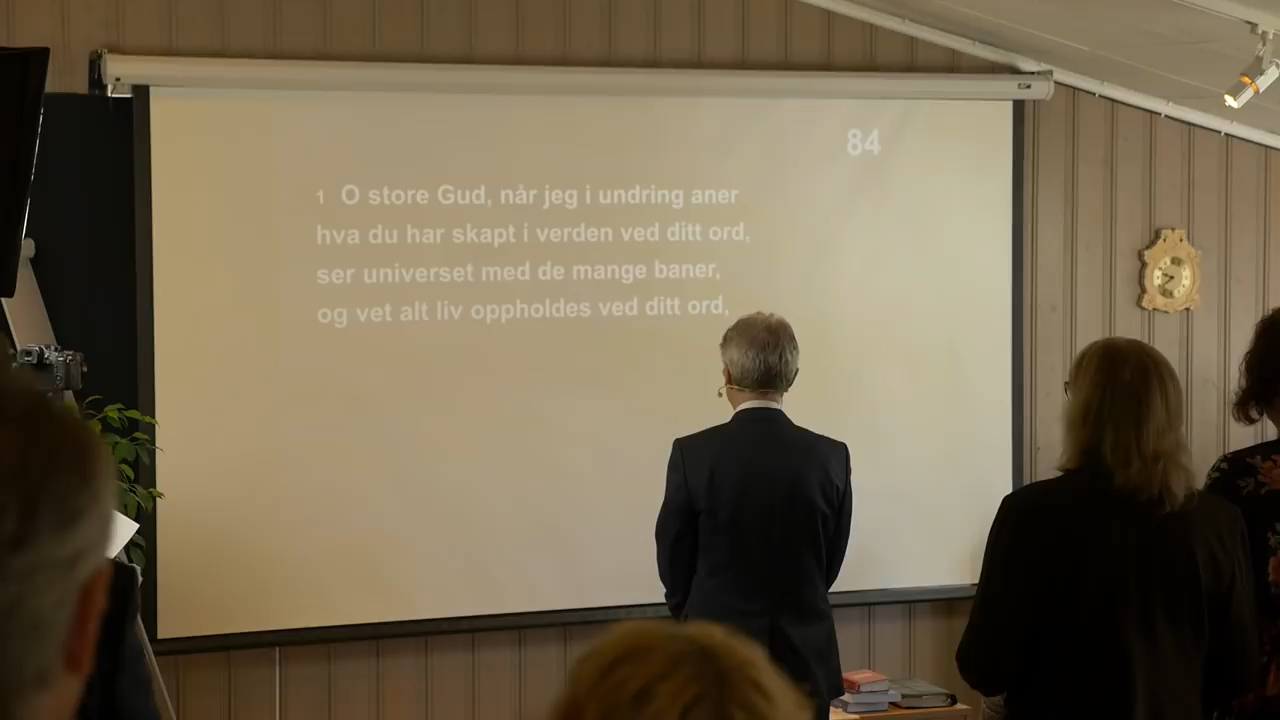 84
1 O store Gud, når jeg i undring aner
hva du har skapt i verden ved ditt ord,
ser universet med de mange baner,
og vet alt liv oppholdes ved ditt ord,